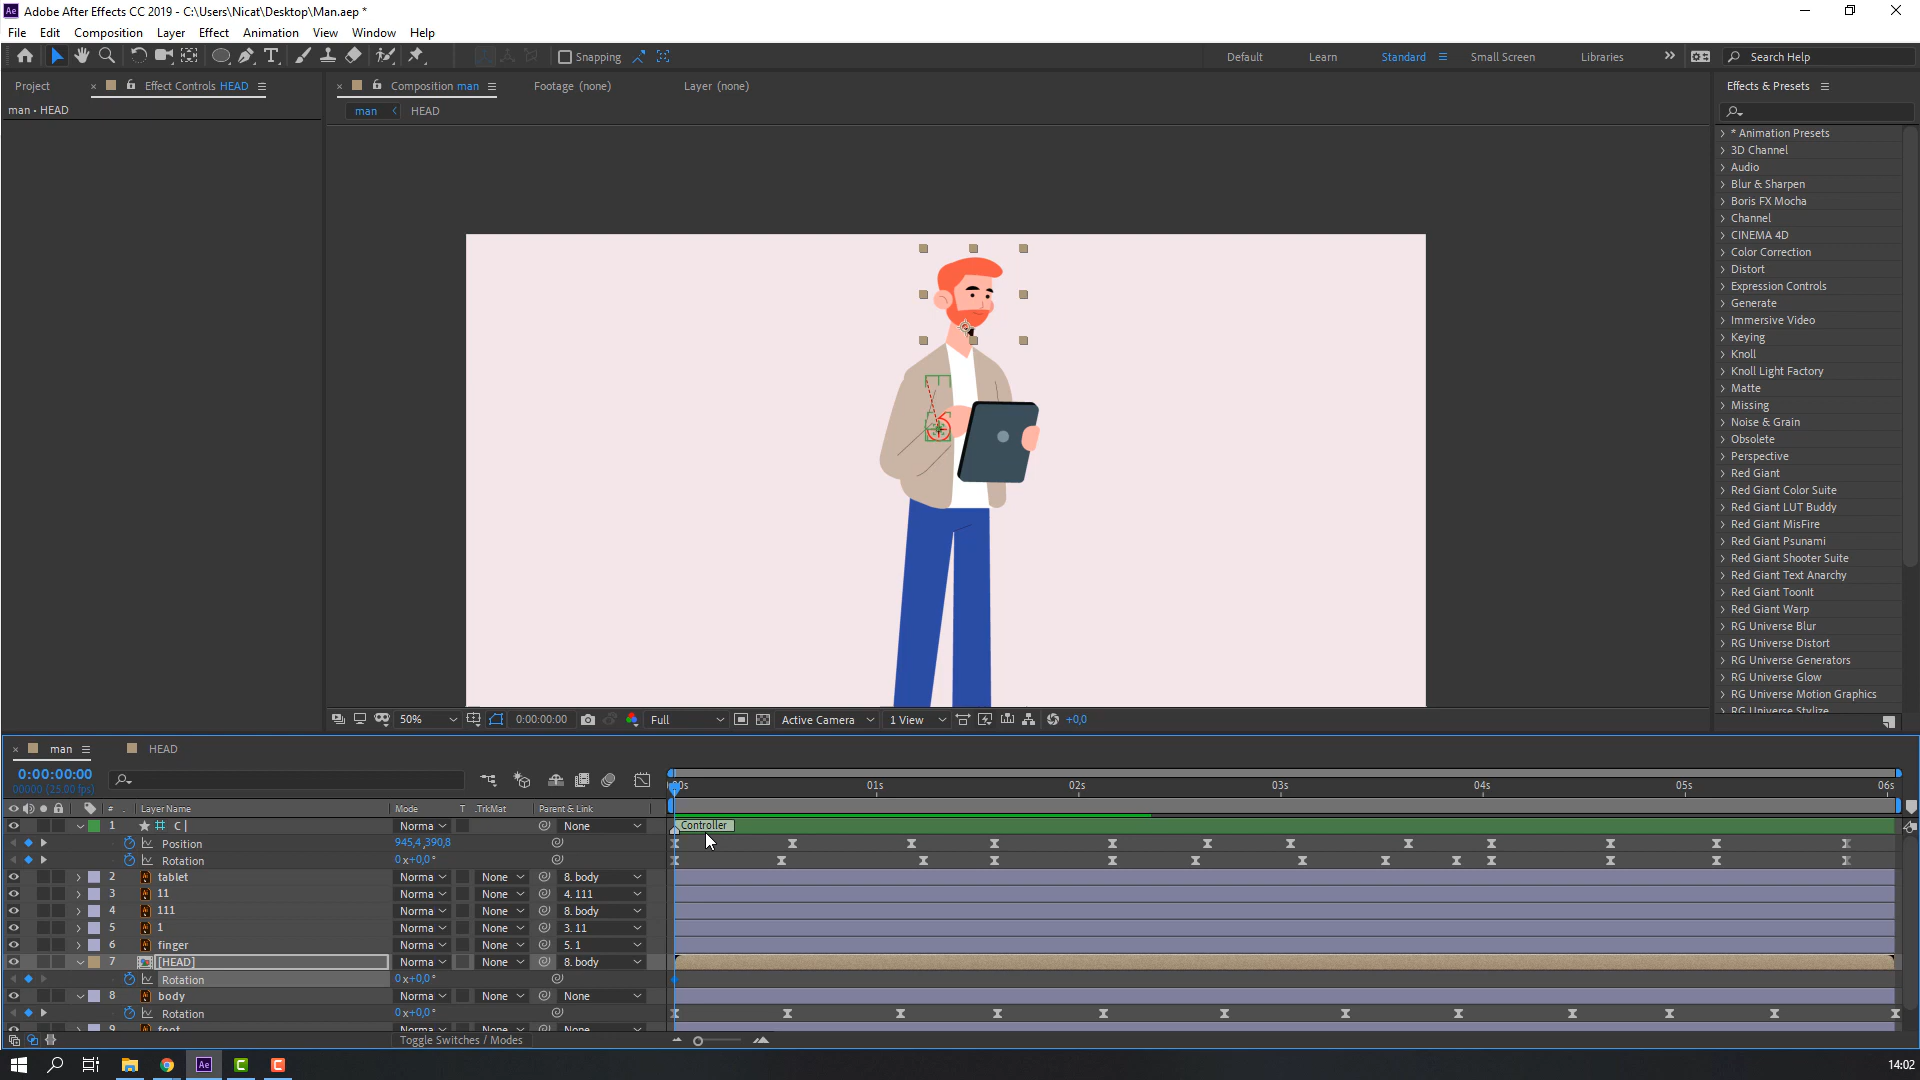 Adobe After Effects CC 2019 - C:\Users\Nicat\Desktop\Man.aep *
File Edit Composition Layer Effect Animation View Window Help
Snapping
Default Learn Standard Small Screen Libraries Search Help
Project Effect Controls HEAD
man • HEAD
Composition man Footage (none) Layer (none)
man HEAD
50% 0:00:00:00 Full Active Camera 1 View +0,0
Effects & Presets
* Animation Presets
3D Channel
Audio
Blur & Sharpen
Boris FX Mocha
Channel
CINEMA 4D
Color Correction
Distort
Expression Controls
Generate
Immersive Video
Keying
Knoll
Knoll Light Factory
Matte
Missing
Noise & Grain
Obsolete
Perspective
Red Giant
Red Giant Color Suite
Red Giant LUT Buddy
Red Giant MisFire
Red Giant Psunami
Red Giant Shooter Suite
Red Giant Text Anarchy
Red Giant ToonIt
Red Giant Warp
RG Universe Blur
RG Universe Distort
RG Universe Generators
RG Universe Glow
RG Universe Motion Graphics
RG Universe Stylize
man HEAD
0:00:00:00
00000 (25.00 fps)
01s 02s 03s 04s 05s 06s
# Layer Name Mode T .TrkMat Parent & Link
1 C | Norma None Controller
Position 945,4,390,8
Rotation 0x+0,0°
2 tablet Norma None 8. body
3 11 Norma None 4. 111
4 111 Norma None 8. body
5 1 Norma None 3. 11
6 finger Norma None 5. 1
7 [HEAD] Norma None 8. body
Rotation 0x+0,0°
8 body Norma None None
Rotation 0x+0,0°
Toggle Switches / Modes
14:02